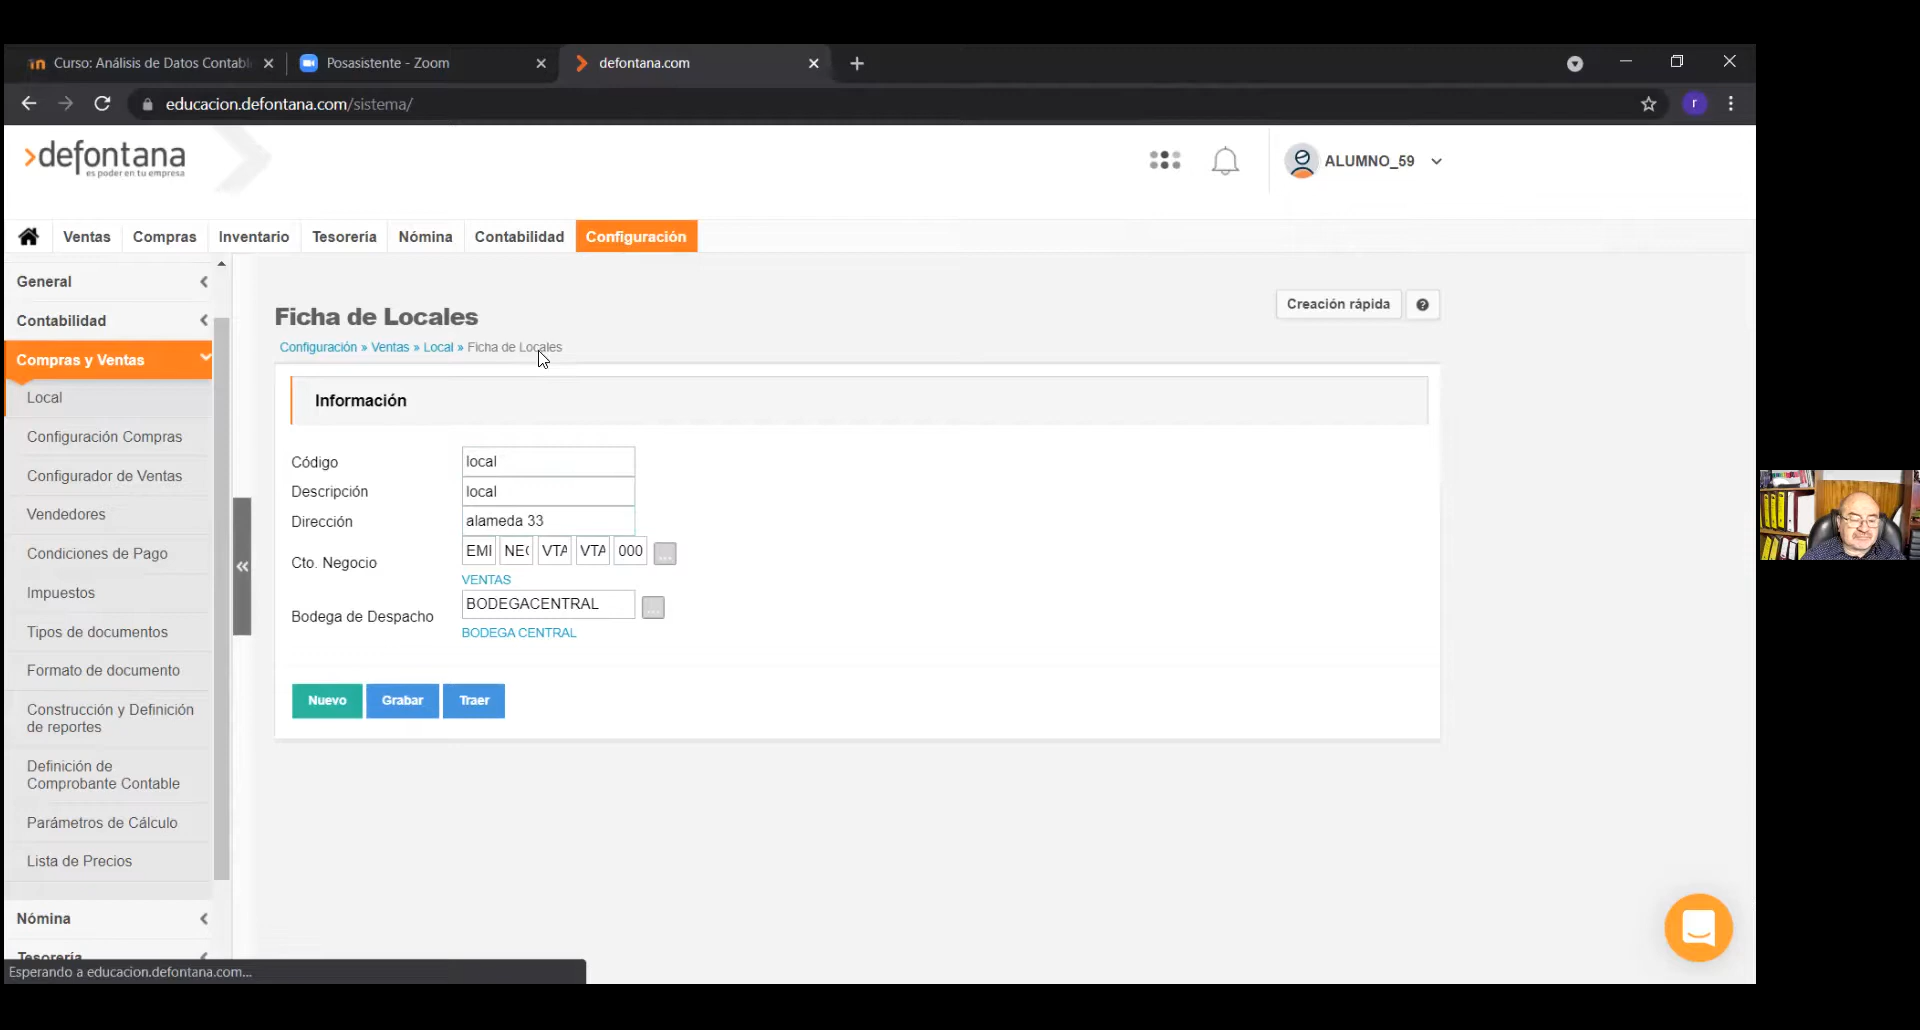 Curso: Análisis de Datos Contabl
Posasistente - Zoom
defontana.com
educacion.defontana.com/sistema/
r
defontana
es poder en tu empresa
ALUMNO_59
Ventas
Compras
Inventario
Tesorería
Nómina
Contabilidad
Configuración
General
Contabilidad
Compras y Ventas
Local
Configuración Compras
Configurador de Ventas
Vendedores
Condiciones de Pago
Impuestos
Tipos de documentos
Formato de documento
Construcción y Definición
de reportes
Definición de
Comprobante Contable
Parámetros de Cálculo
Lista de Precios
Nómina
Tesorería
Esperando a educacion.defontana.com...
Ficha de Locales
Creación rápida
Configuración » Ventas » Local » Ficha de Locales
Información
Código local
Descripción local
Dirección alameda 33
Cto. Negocio EMI NE( VTA VTA 000 ...
VENTAS
Bodega de Despacho BODEGACENTRAL ...
BODEGA CENTRAL
Nuevo Grabar Traer